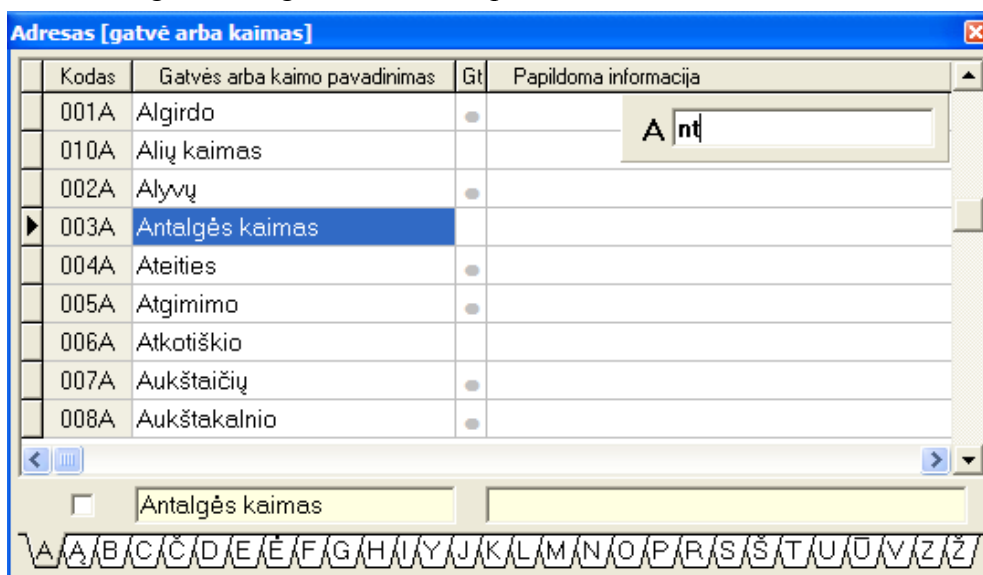 Adresas [gatvė arba kaimas]
Kodas Gatvės arba kaimo pavadinimas Gt Papildoma informacija
001A Algirdo
A nt
010A Alių kaimas
002A Alyvų
003A Antalgės kaimas
004A Ateities
005A Atgimimo
006A Atkotiškio
007A Aukštaičių
008A Aukštakalnio
Antalgės kaimas
A Ą B C Č D E Ė F G H I Y J K L M N O P R S Š T U Ū V Z Ž